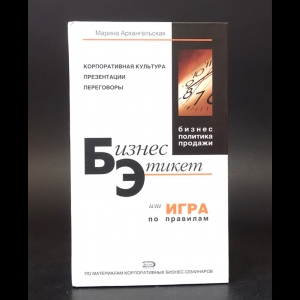 Марина Архангельская
КОРПОРАТИВНАЯ КУЛЬТУРА
ПРЕЗЕНТАЦИИ
ПЕРЕГОВОРЫ
бизнес
политика
продажи
Бизнес
Этикет
или ИГРА
по правилам
ЭКСМО
ПО МАТЕРИАЛАМ КОРПОРАТИВНЫХ БИЗНЕС-СЕМИНАРОВ